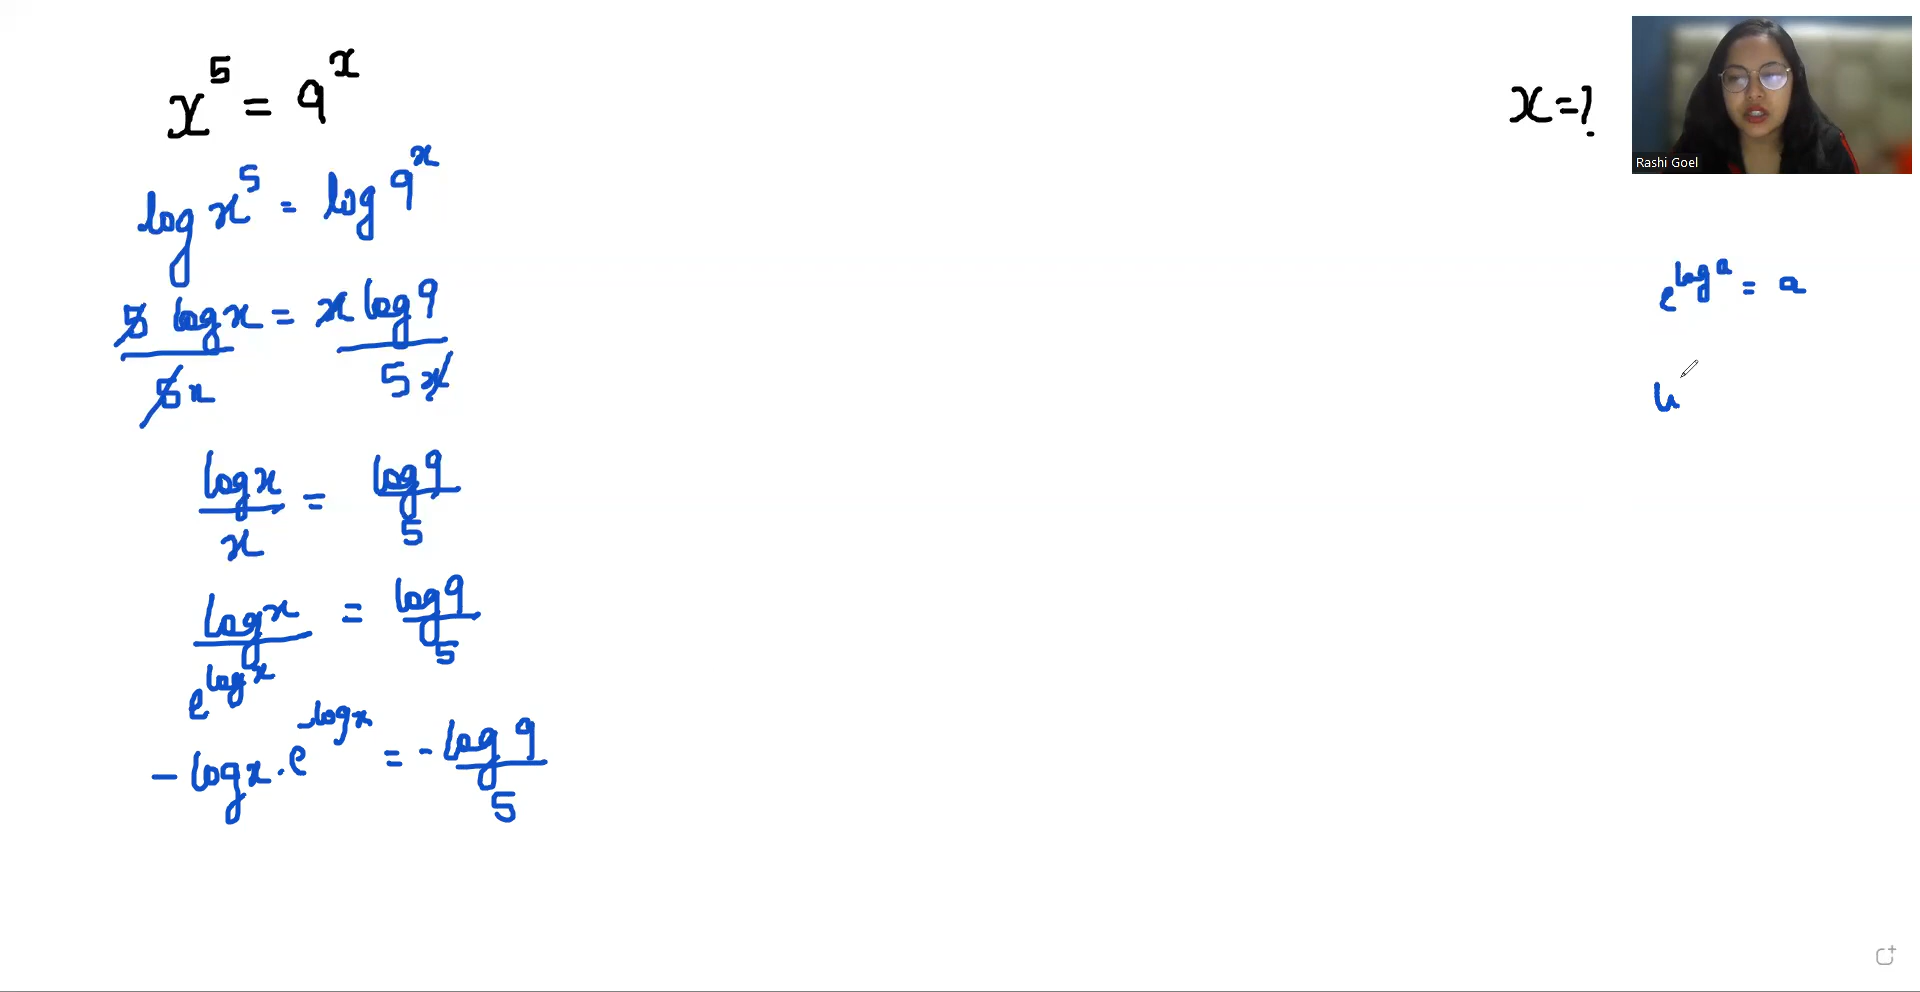 x^5 = 9^x
x = ?
Rashi Goel
log x^5 = log 9^x
e^log a = a
5 log x / 5x = x log 9 / 5x
log x / x = log 9 / 5
log x / e^log x = log 9 / 5
- log x . e^-log x = - log 9 / 5